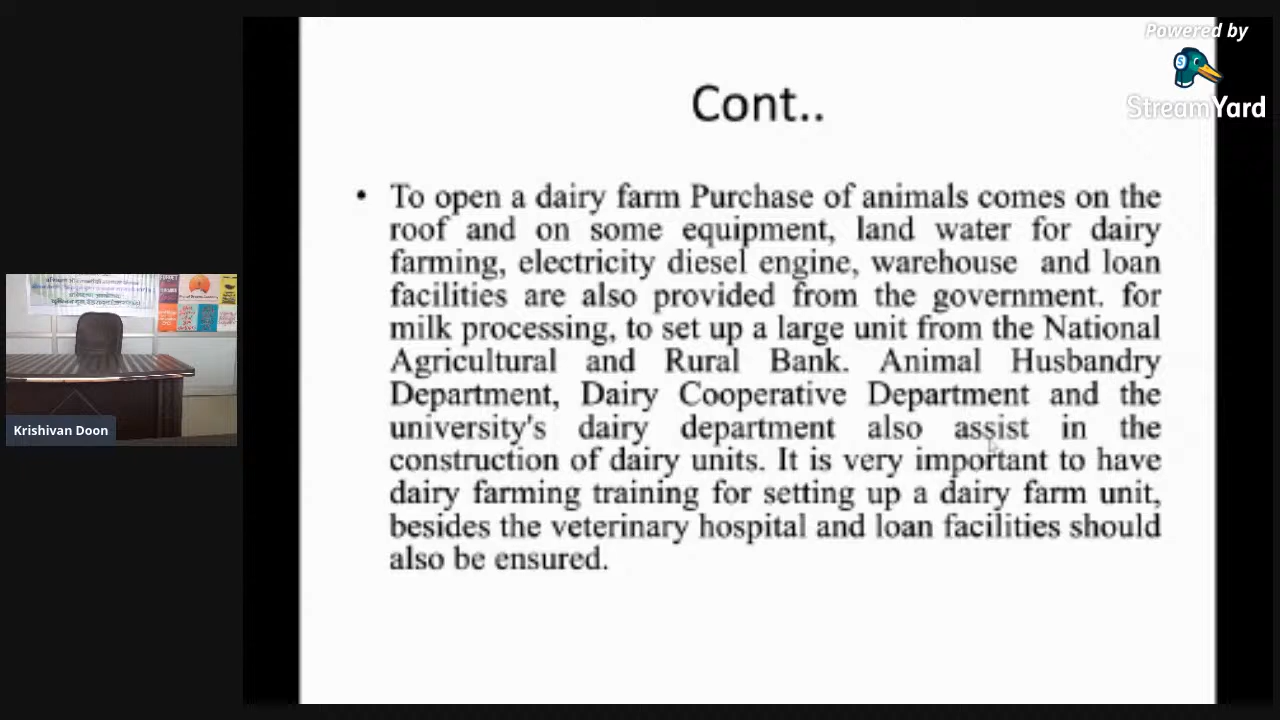 Powered by
StreamYard
Cont..
• To open a dairy farm Purchase of animals comes on the
roof and on some equipment, land water for dairy
farming, electricity diesel engine, warehouse and loan
facilities are also provided from the government. for
milk processing, to set up a large unit from the National
Agricultural and Rural Bank. Animal Husbandry
Department, Dairy Cooperative Department and the
university's dairy department also assist in the
construction of dairy units. It is very important to have
dairy farming training for setting up a dairy farm unit,
besides the veterinary hospital and loan facilities should
also be ensured.
Krishivan Doon